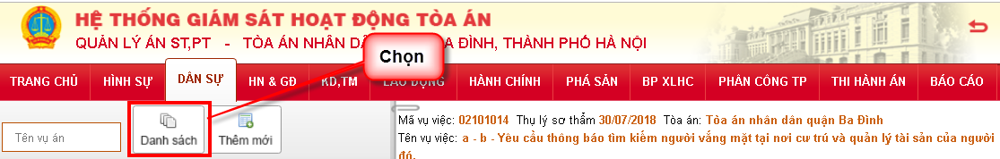 HỆ THỐNG GIÁM SÁT HOẠT ĐỘNG TÒA ÁN
QUẢN LÝ ÁN ST,PT - TÒA ÁN NHÂN DÂ A ĐÌNH, THÀNH PHỐ HÀ NỘI
Chọn
TRANG CHỦ HÌNH SỰ DÂN SỰ HN & GĐ KD,TM LAO ĐỘNG HÀNH CHÍNH PHÁ SẢN BP XLHC PHÂN CÔNG TP THI HÀNH ÁN BÁO CÁO
Tên vụ án
Danh sách
Thêm mới
Mã vụ việc: 02101014 Thụ lý sơ thẩm 30/07/2018 Tòa án: Tòa án nhân dân quận Ba Đình
Tên vụ việc: a - b - Yêu cầu thông báo tìm kiếm người vắng mặt tại nơi cư trú và quản lý tài sản của người
đó.